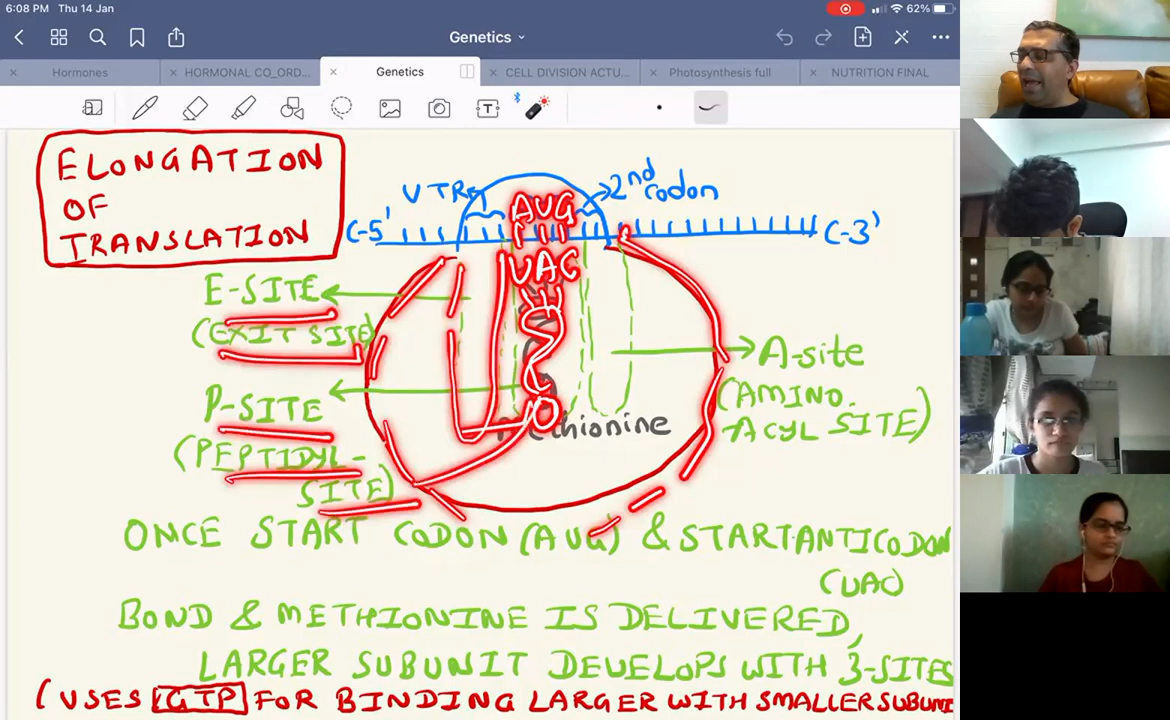 6:08 PM Thu 14 Jan
62%
Genetics
Hormones
HORMONAL CO_ORD...
Genetics
CELL DIVISION ACTU...
Photosynthesis full
NUTRITION FINAL
ELONGATION
OF
TRANSLATION
UTR
AUG
2nd codon
C-5'
C-3'
UAC
E-SITE
(EXIT SITE)
A-site
(AMINO-
ACYL SITE)
P-SITE
(PEPTIDYL-
SITE)
methionine
ONCE START CODON (AUG) & START ANTICODON
(UAC)
BOND & METHIONINE IS DELIVERED,
LARGER SUBUNIT DEVELOPS WITH 3-SITES
(USES GTP FOR BINDING LARGER WITH SMALLER SUBUNI